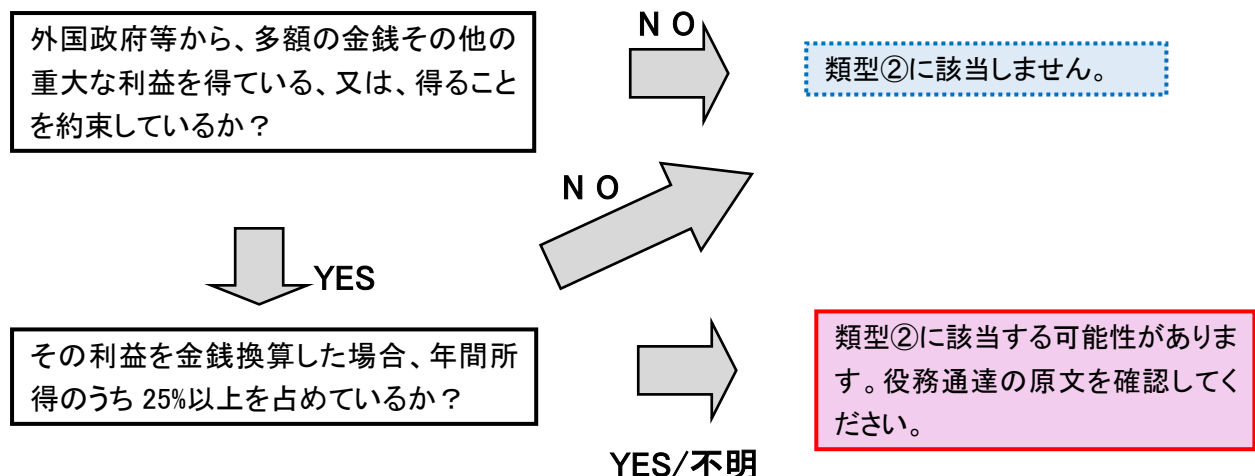 外国政府等から、多額の金銭その他の
重大な利益を得ている、又は、得ること
を約束しているか？
NO
類型②に該当しません。
NO
YES
その利益を金銭換算した場合、年間所
得のうち 25%以上を占めているか？
類型②に該当する可能性がありま
す。役務通達の原文を確認してく
ださい。
YES/不明